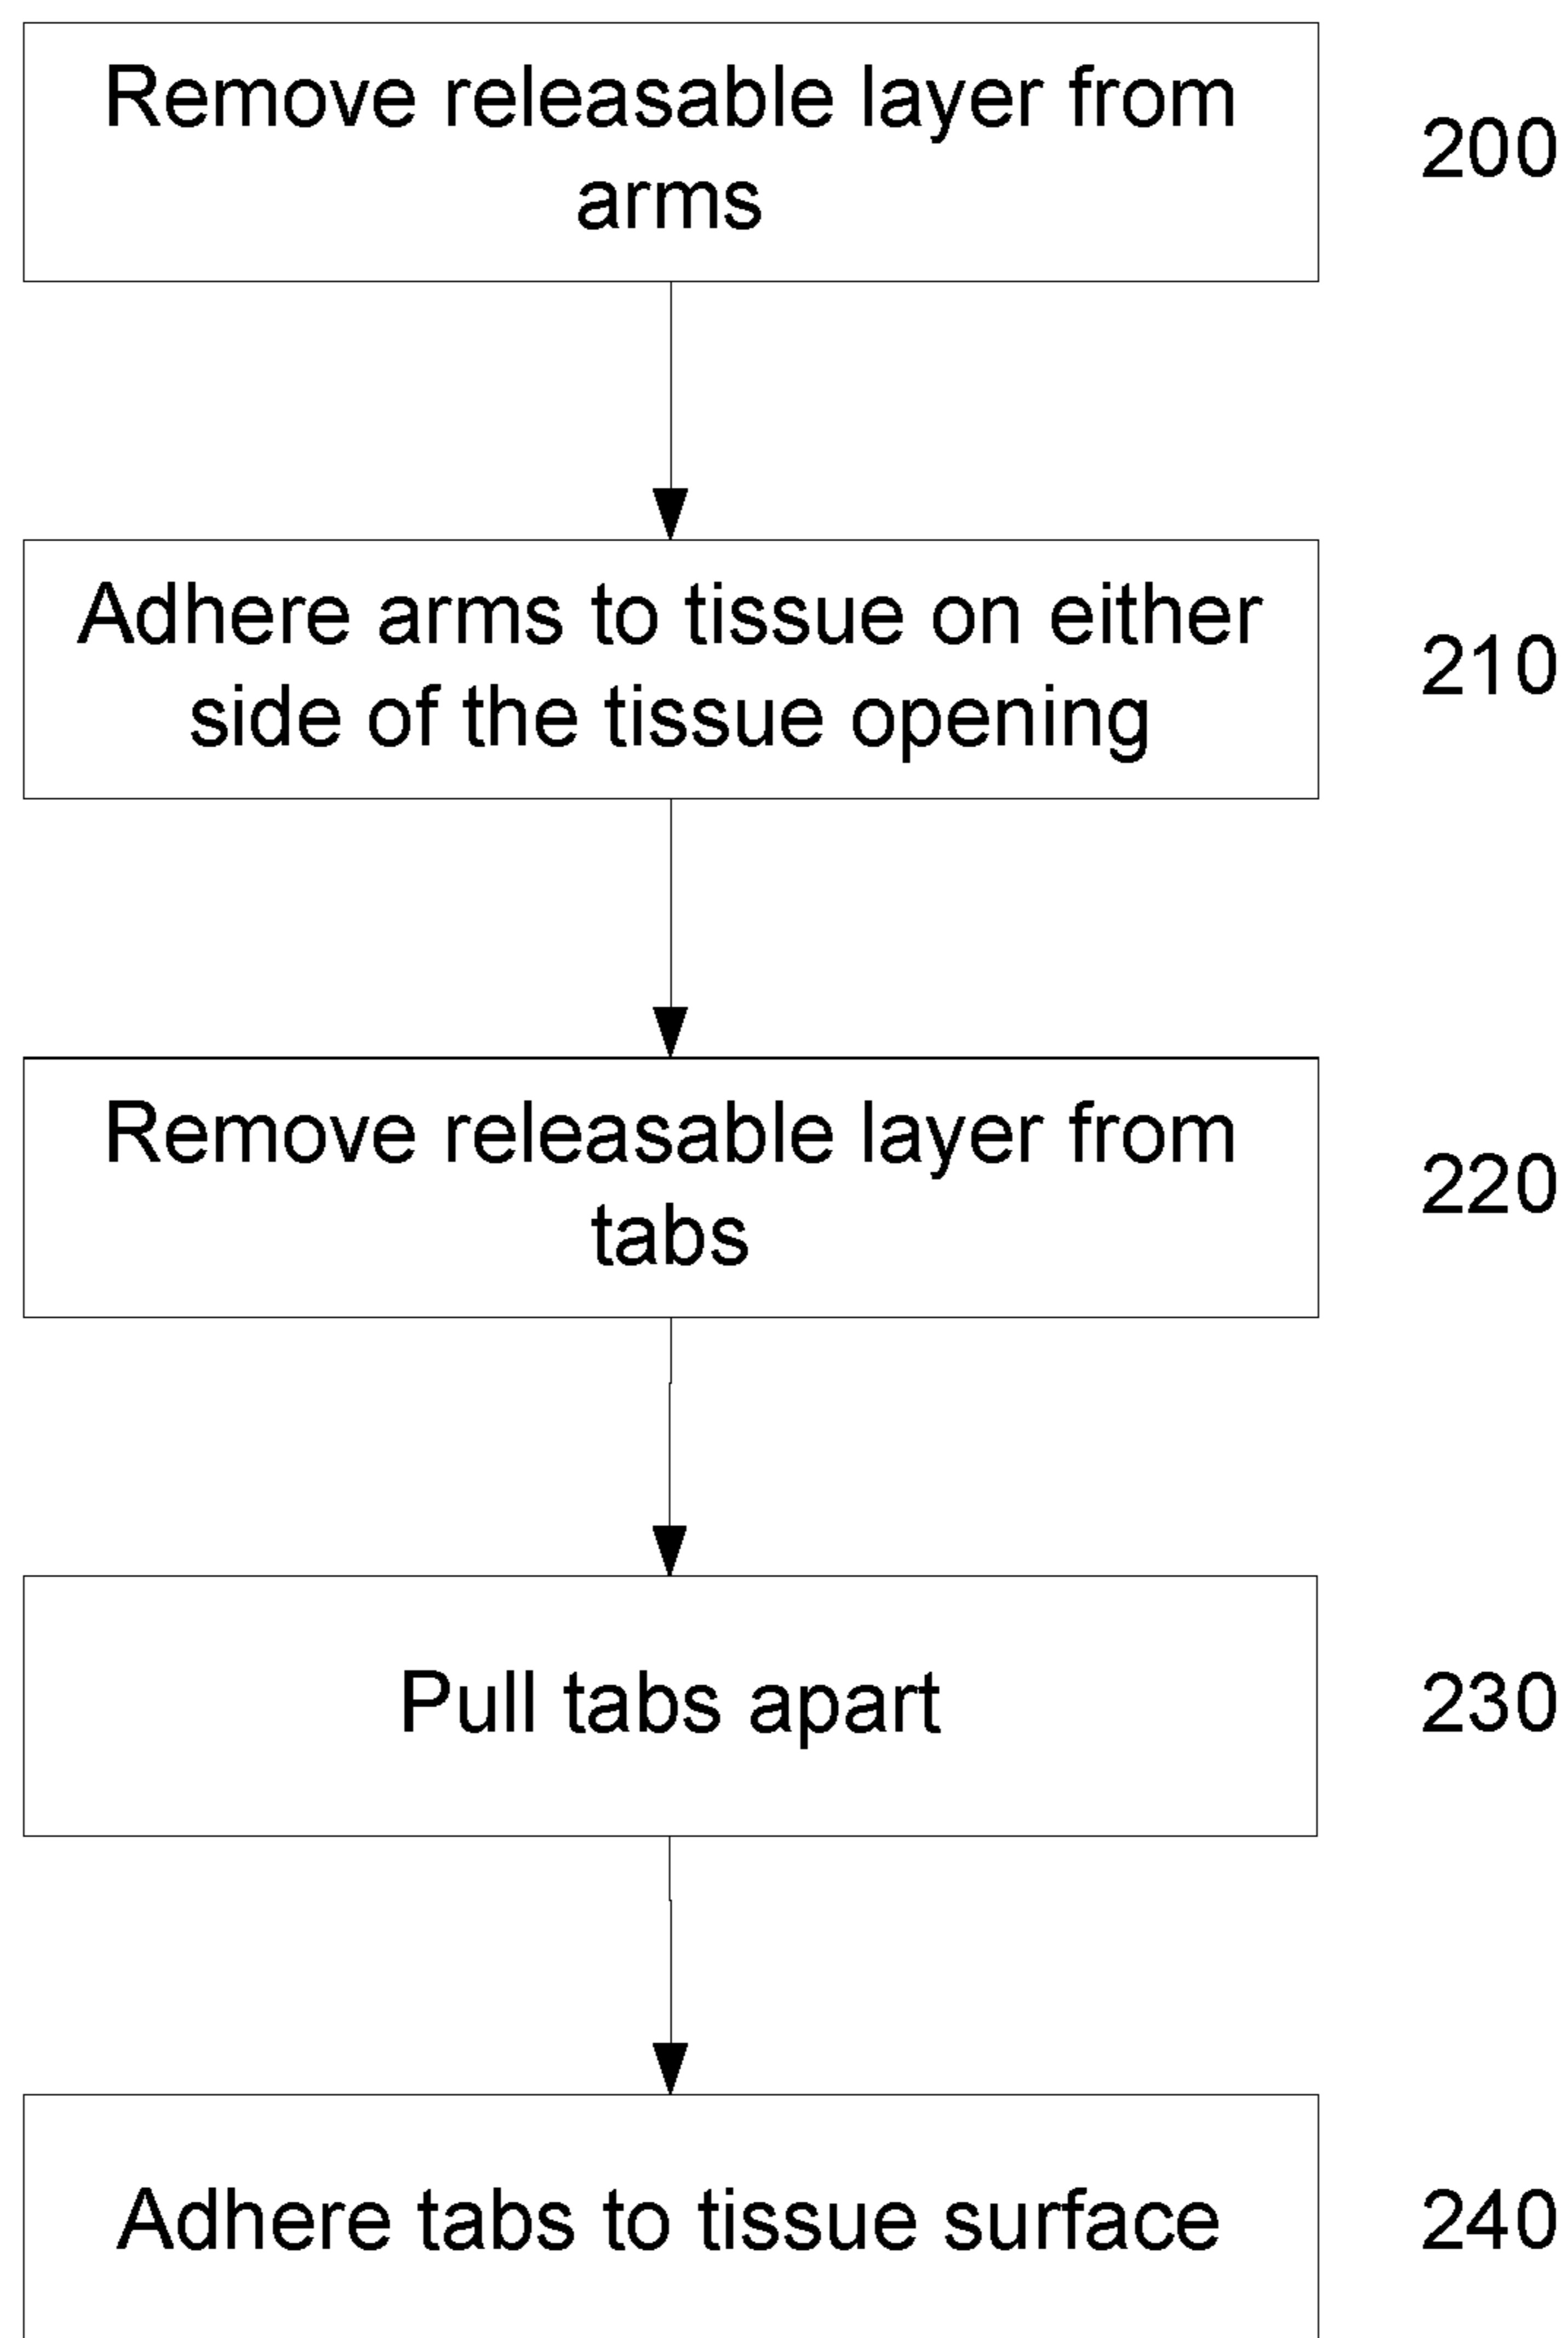 Remove releasable layer from
arms
200
Adhere arms to tissue on either
side of the tissue opening
210
Remove releasable layer from
tabs
220
Pull tabs apart
230
Adhere tabs to tissue surface
240